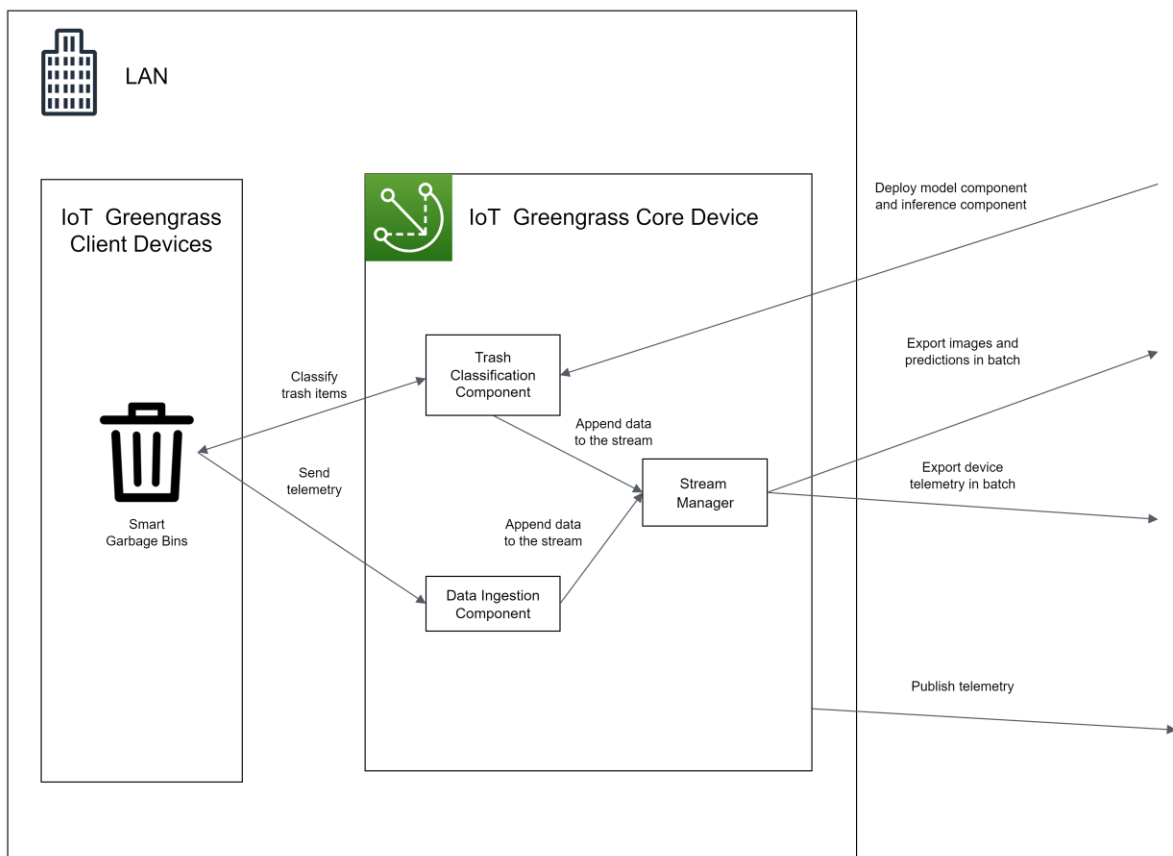 LAN
IoT Greengrass
Client Devices
IoT Greengrass Core Device
Deploy model component
and inference component
Trash
Classification
Component
Export images and
predictions in batch
Classify
trash items
Append data
to the stream
Send
telemetry
Stream
Manager
Export device
telemetry in batch
Smart
Garbage Bins
Append data
to the stream
Data Ingestion
Component
Publish telemetry